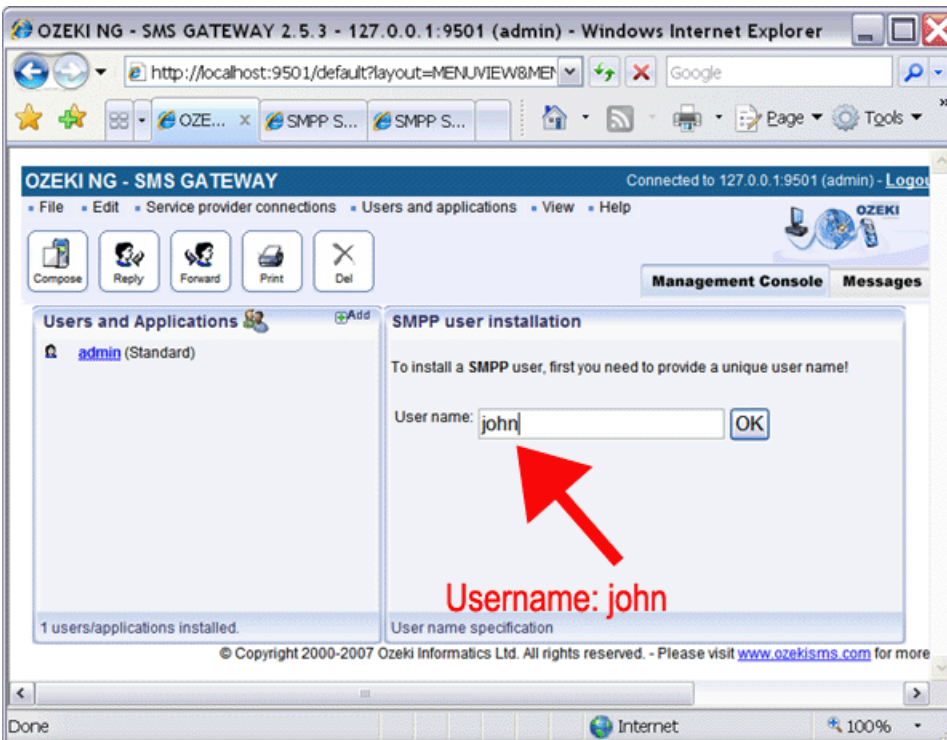 OZEKI NG - SMS GATEWAY 2.5.3 - 127.0.0.1:9501 (admin) - Windows Internet Explorer
http://localhost:9501/default?layout=MENUVIEW&MEN
Google
OZE... x
SMPP S...
SMPP S...
Page
Tools
OZEKI NG - SMS GATEWAY
Connected to 127.0.0.1:9501 (admin) - Logou
File Edit Service provider connections Users and applications View Help
OZEKI
Compose
Reply
Forward
Print
Del
Management Console
Messages
Users and Applications
Add
admin (Standard)
1 users/applications installed.
SMPP user installation
To install a SMPP user, first you need to provide a unique user name!
User name: john OK
Username: john
User name specification
© Copyright 2000-2007 Ozeki Informatics Ltd. All rights reserved. - Please visit www.ozekisms.com for more
Done
Internet
100%